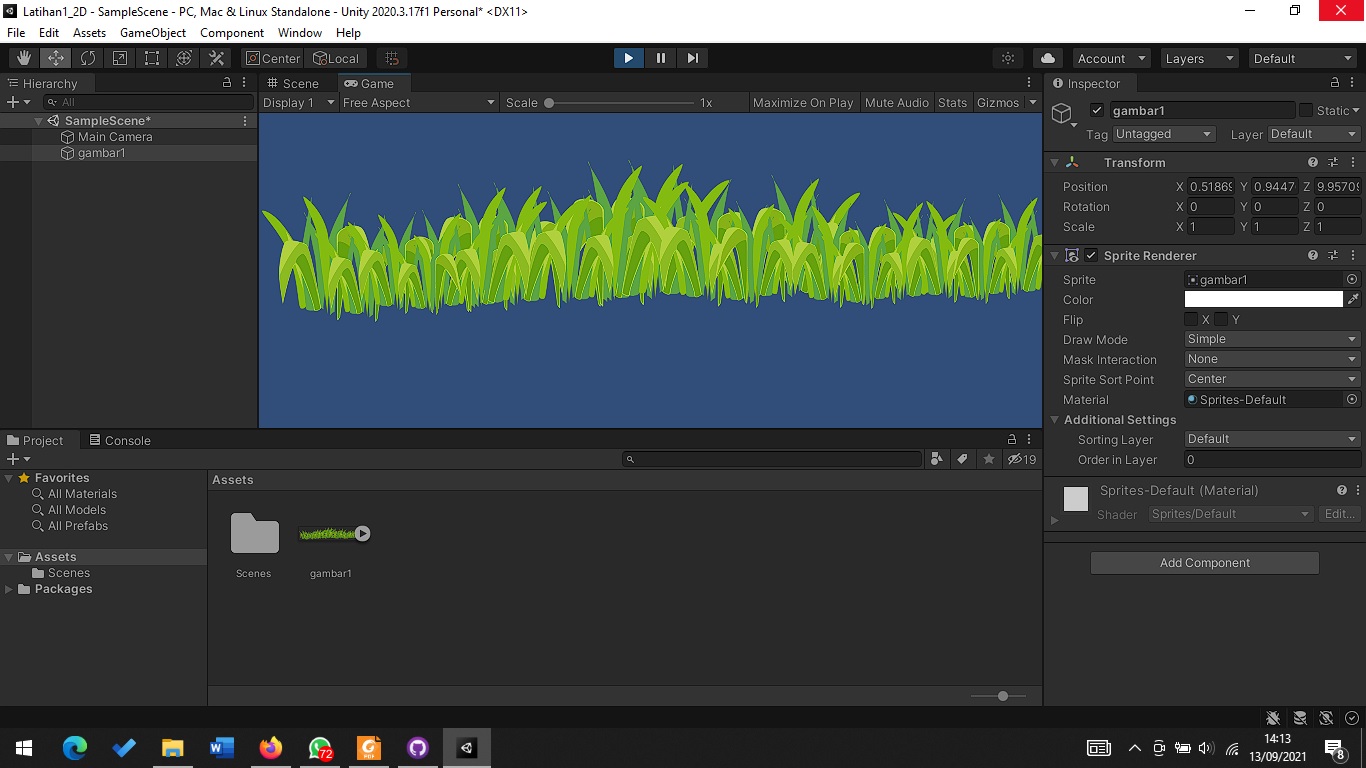 Latihan1_2D - SampleScene - PC, Mac & Linux Standalone - Unity 2020.3.17f1 Personal* <DX11>
File Edit Assets GameObject Component Window Help
Center Local Account Layers Default
Hierarchy
All
SampleScene*
Main Camera
gambar1
Scene Game
Display 1 Free Aspect Scale 1x Maximize On Play Mute Audio Stats Gizmos
Inspector
gambar1 Static
Tag Untagged Layer Default
Transform
Position X 0.51869 Y 0.9447 Z 9.95709
Rotation X 0 Y 0 Z 0
Scale X 1 Y 1 Z 1
Sprite Renderer
Sprite gambar1
Color
Flip X Y
Draw Mode Simple
Mask Interaction None
Sprite Sort Point Center
Material Sprites-Default
Additional Settings
Sorting Layer Default
Order in Layer 0
Sprites-Default (Material)
Shader Sprites/Default Edit...
Add Component
Project Console
19
Favorites
All Materials
All Models
All Prefabs
Assets
Scenes
Packages
Assets
Scenes gambar1
72
PDF
14:13
13/09/2021
8